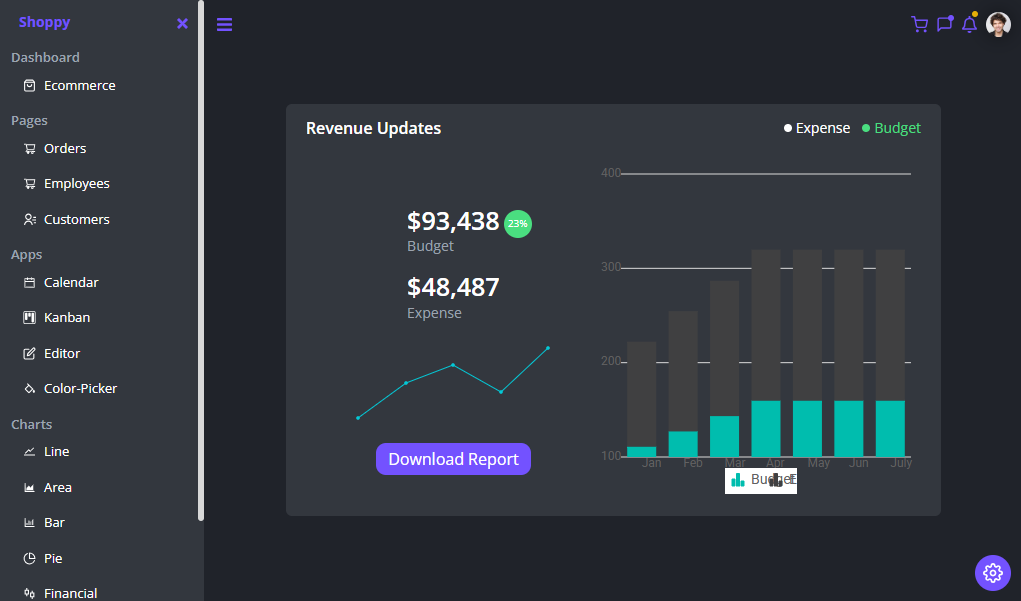 Shoppy
Dashboard
Ecommerce
Pages
Orders
Employees
Customers
Apps
Calendar
Kanban
Editor
Color-Picker
Charts
Line
Area
Bar
Pie
Financial
Revenue Updates
Expense
Budget
$93,438
23%
Budget
$48,487
Expense
Download Report
400
300
200
100
Jan Feb Mar Apr May Jun July
Budget